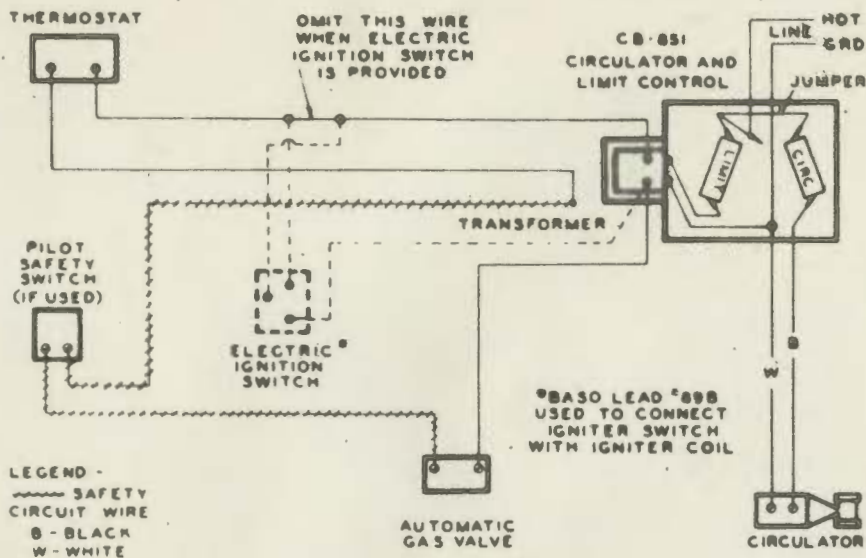 THERMOSTAT
OMIT THIS WIRE
WHEN ELECTRIC
IGNITION SWITCH
IS PROVIDED
CB-851
CIRCULATOR AND
LIMIT CONTROL
LINE
HOT
GRD
JUMPER
LIMIT
CIRC
TRANSFORMER
PILOT
SAFETY
SWITCH
(IF USED)
ELECTRIC*
IGNITION
SWITCH
B
W
*BASO LEAD #89B
USED TO CONNECT
IGNITER SWITCH
WITH IGNITER COIL
LEGEND -
SAFETY
CIRCUIT WIRE
B - BLACK
W - WHITE
AUTOMATIC
GAS VALVE
CIRCULATOR